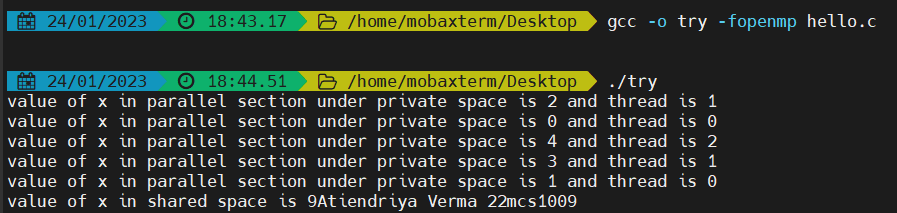 24/01/2023 18:43.17 /home/mobaxterm/Desktop gcc -o try -fopenmp hello.c
24/01/2023 18:44.51 /home/mobaxterm/Desktop ./try
value of x in parallel section under private space is 2 and thread is 1
value of x in parallel section under private space is 0 and thread is 0
value of x in parallel section under private space is 4 and thread is 2
value of x in parallel section under private space is 3 and thread is 1
value of x in parallel section under private space is 1 and thread is 0
value of x in shared space is 9Atiendriya Verma 22mcs1009